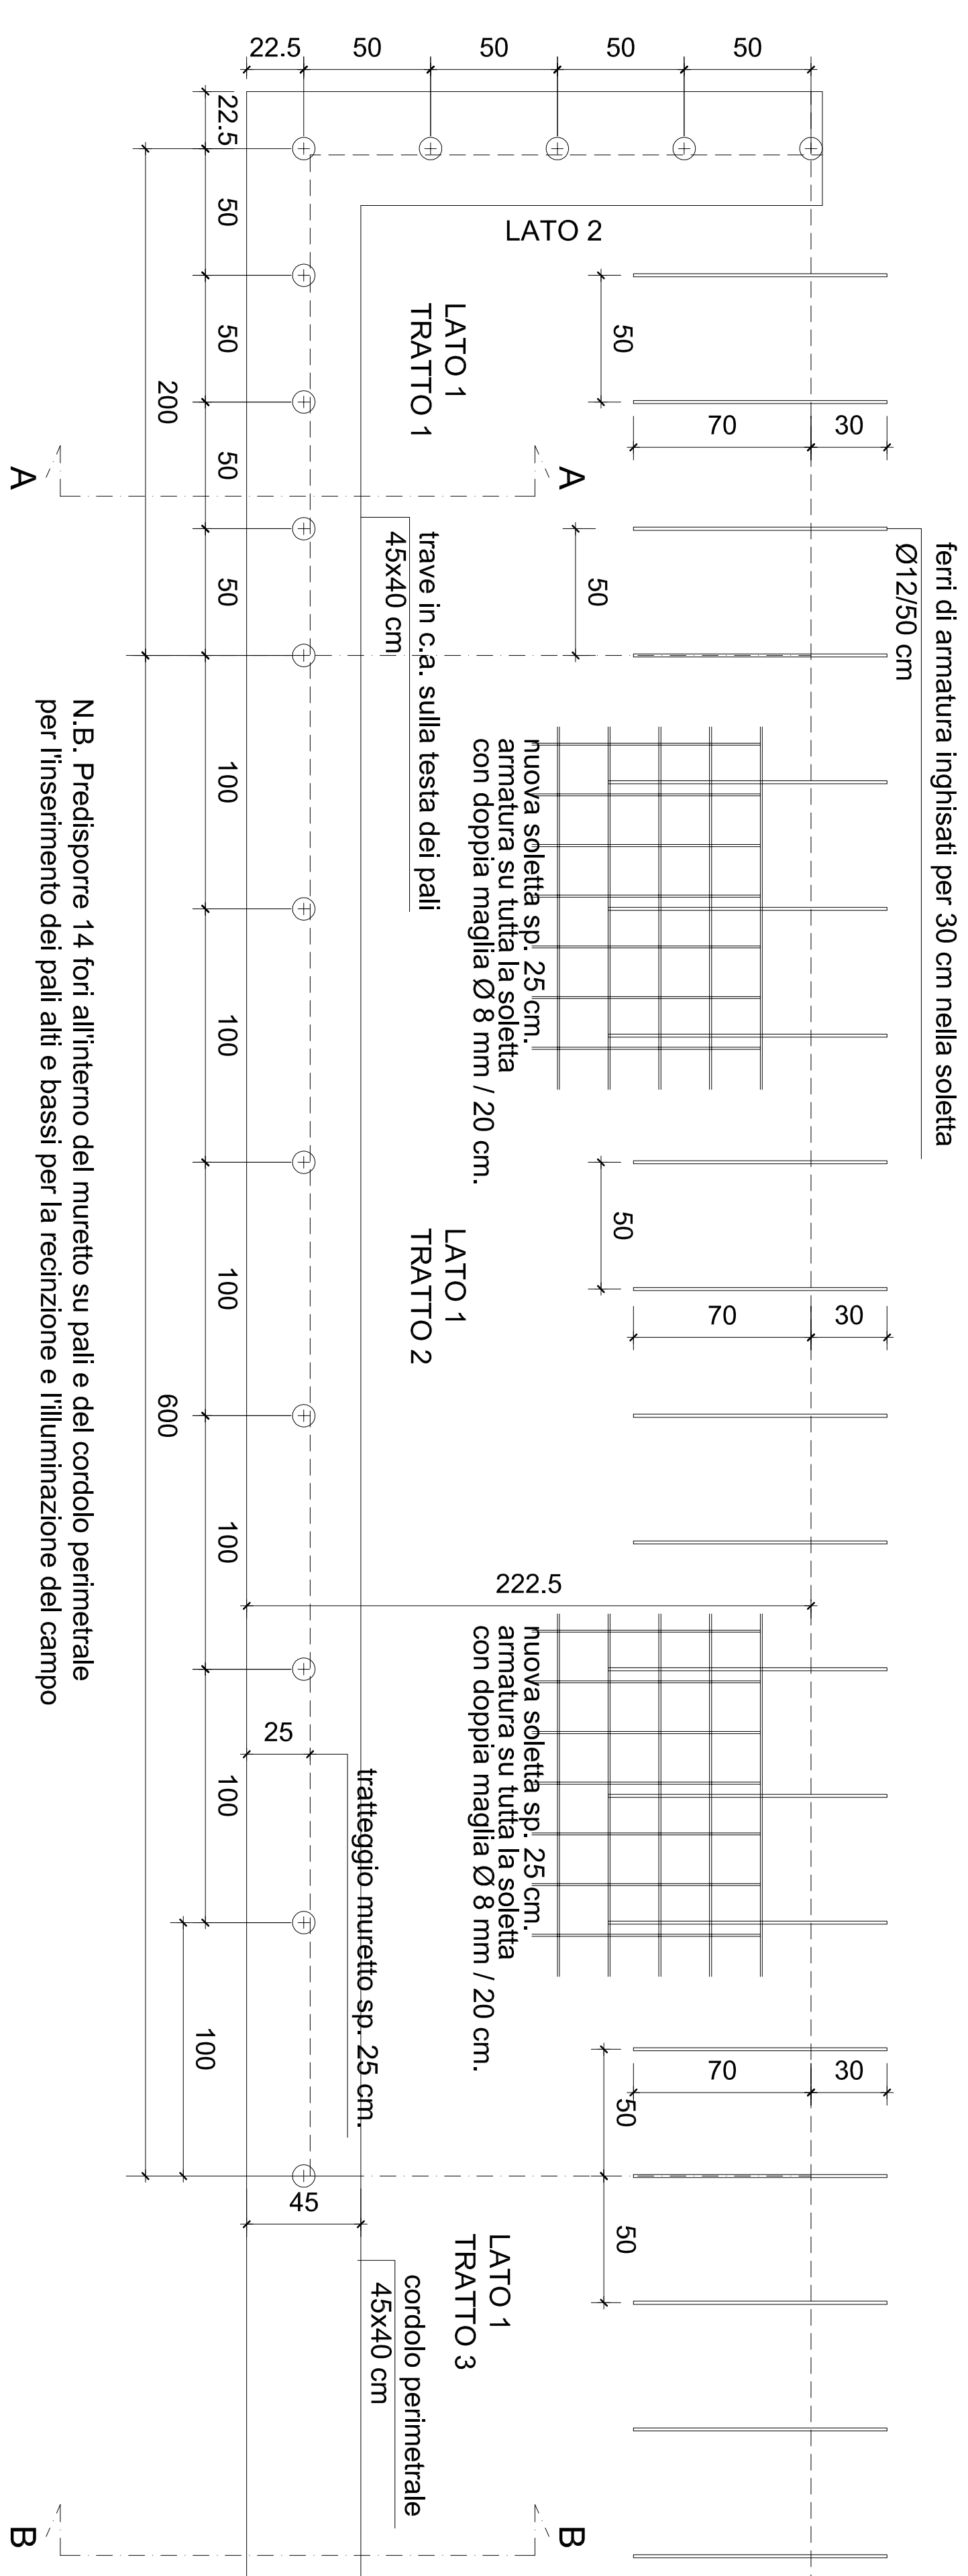 22.5
50
50
50
50
22.5
50
50
50
50
200
LATO 2
LATO 1
TRATTO 1
50
70
30
A
A
ferri di armatura inghisati per 30 cm nella soletta
Ø12/50 cm
50
trave in c.a. sulla testa dei pali
45x40 cm
nuova soletta sp. 25 cm.
armatura su tutta la soletta
con doppia maglia Ø 8 mm / 20 cm.
N.B. Predisporre 14 fori all'interno del muretto su pali e del cordolo perimetrale
per l'inserimento dei pali alti e bassi per la recinzione e l'illuminazione del campo
100
100
100
100
100
600
LATO 1
TRATTO 2
50
70
30
222.5
nuova soletta sp. 25 cm.
armatura su tutta la soletta
con doppia maglia Ø 8 mm / 20 cm.
25
tratteggio muretto sp. 25 cm.
100
70
30
50
50
45
LATO 1
TRATTO 3
cordolo perimetrale
45x40 cm
B
B